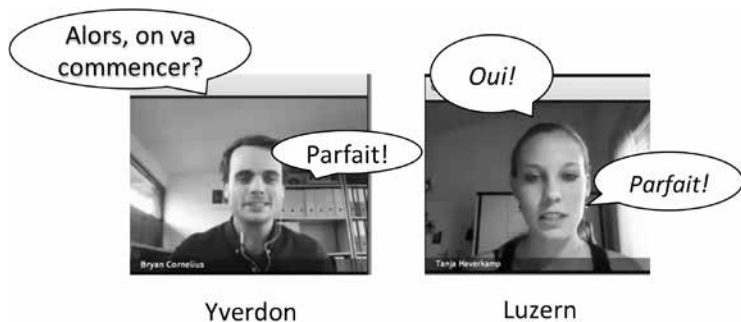 Alors, on va
commencer?
Oui!
Parfait!
Parfait!
Bryan Cornelius
Tanja Haverkamp
Yverdon
Luzern